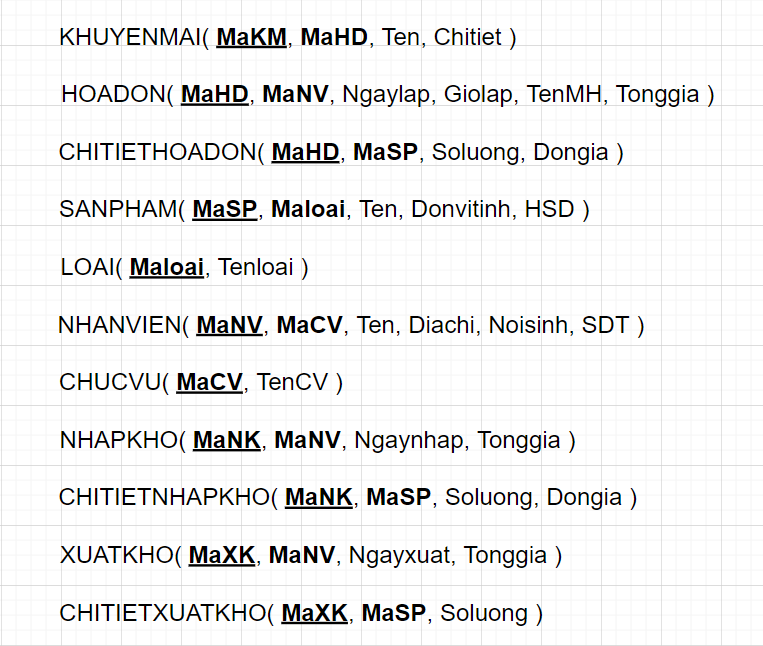 KHUYENMAI( MaKM, MaHD, Ten, Chitiet )
HOADON( MaHD, MaNV, Ngaylap, Giolap, TenMH, Tonggia )
CHITIETHOADON( MaHD, MaSP, Soluong, Dongia )
SANPHAM( MaSP, Maloai, Ten, Donvitinh, HSD )
LOAI( Maloai, Tenloai )
NHANVIEN( MaNV, MaCV, Ten, Diachi, Noisinh, SDT )
CHUCVU( MaCV, TenCV )
NHAPKHO( MaNK, MaNV, Ngaynhap, Tonggia )
CHITIETNHAPKHO( MaNK, MaSP, Soluong, Dongia )
XUATKHO( MaXK, MaNV, Ngayxuat, Tonggia )
CHITIETXUATKHO( MaXK, MaSP, Soluong )